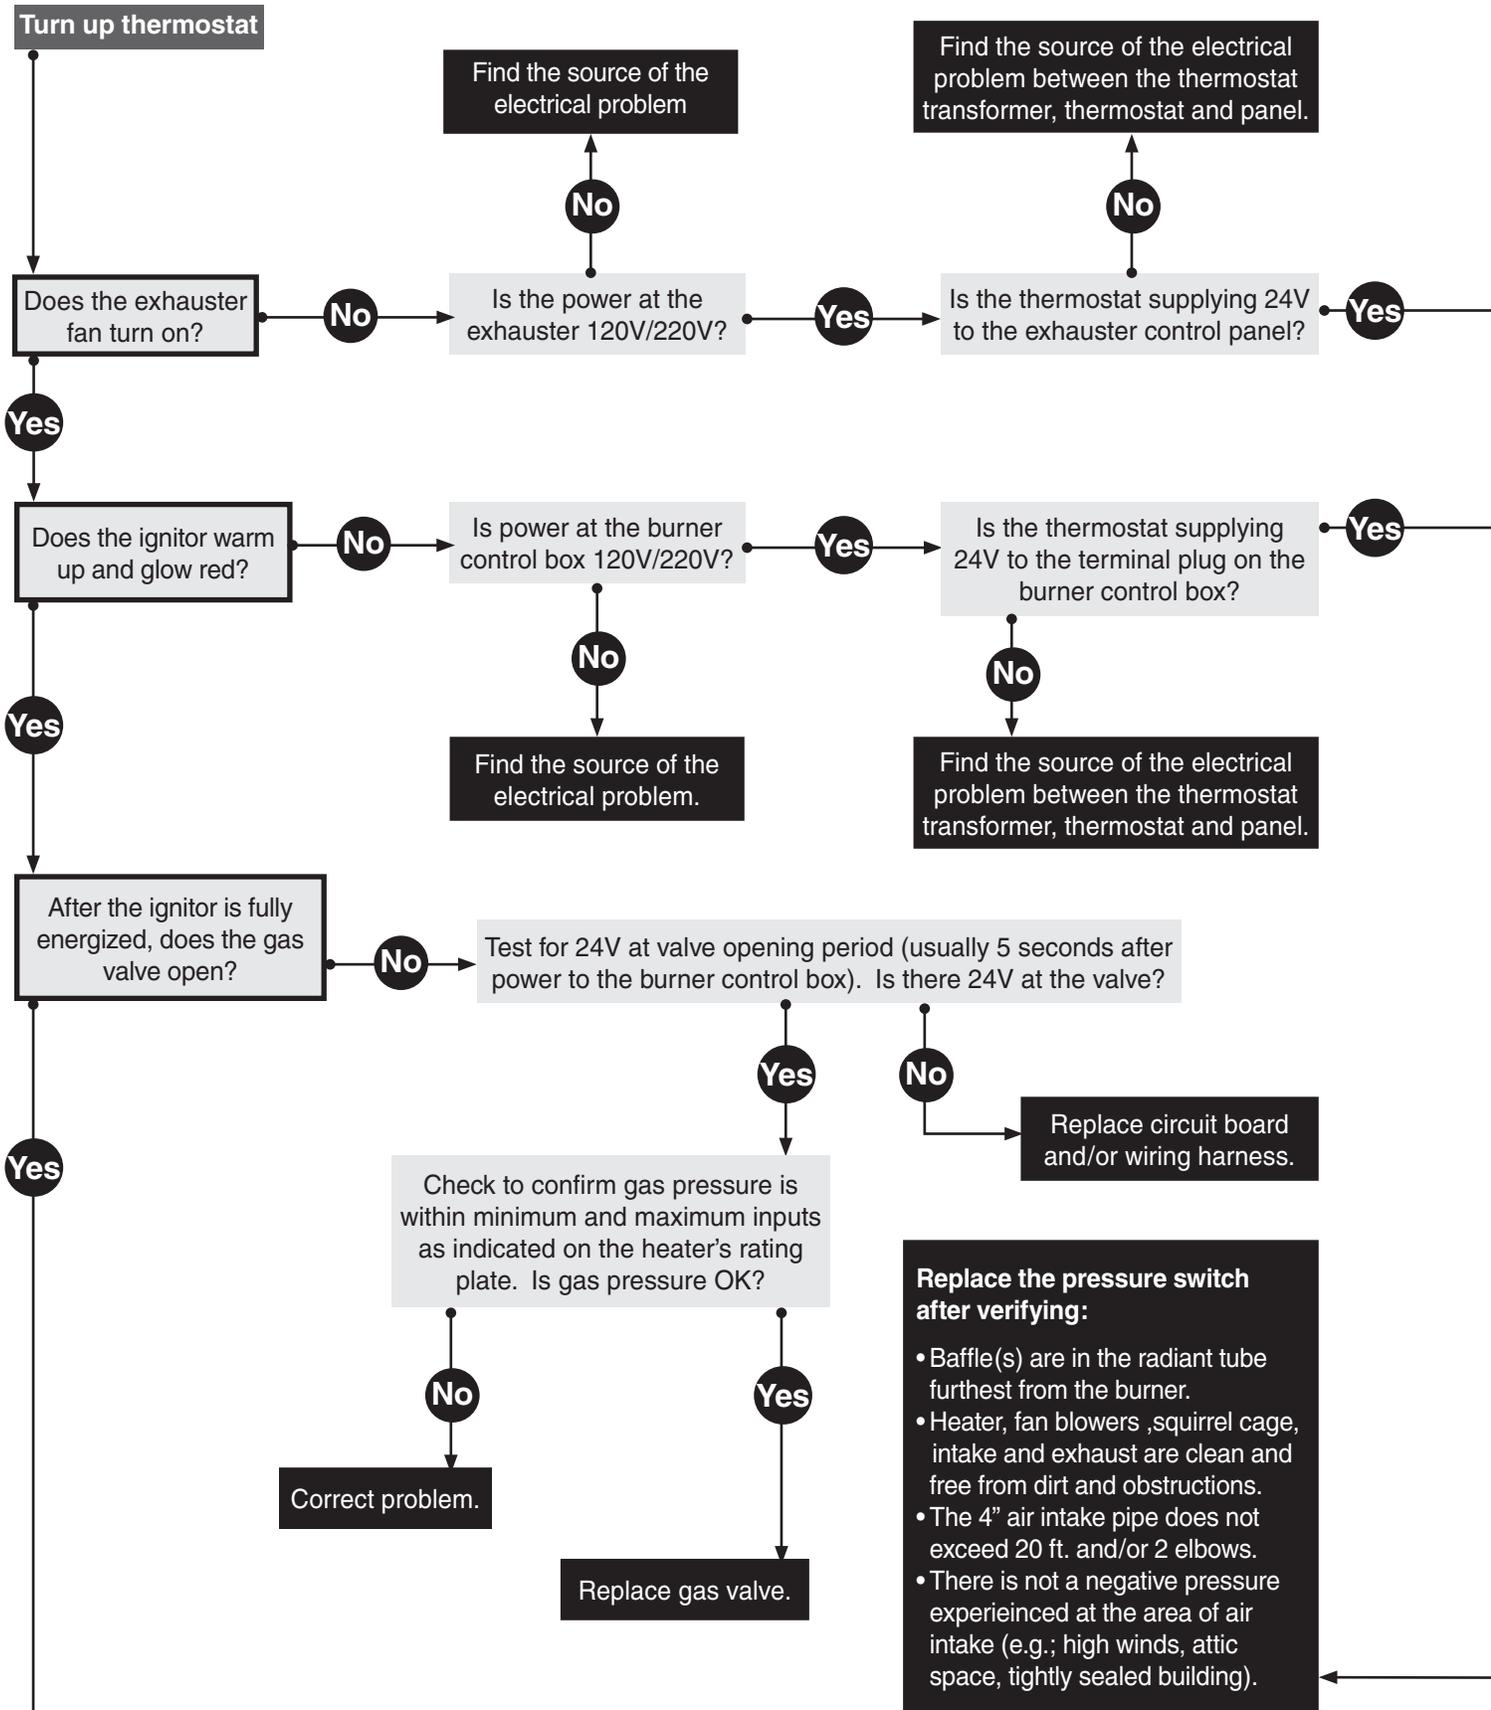 Turn up thermostat
Find the source of the
electrical problem
Find the source of the electrical
problem between the thermostat
transformer, thermostat and panel.
No
No
Does the exhauster
fan turn on?
No
Is the power at the
exhauster 120V/220V?
Yes
Is the thermostat supplying 24V
to the exhauster control panel?
Yes
Yes
Does the ignitor warm
up and glow red?
No
Is power at the burner
control box 120V/220V?
Yes
Is the thermostat supplying
24V to the terminal plug on the
burner control box?
Yes
No
No
Yes
Find the source of the
electrical problem.
Find the source of the electrical
problem between the thermostat
transformer, thermostat and panel.
After the ignitor is fully
energized, does the gas
valve open?
No
Test for 24V at valve opening period (usually 5 seconds after
power to the burner control box).  Is there 24V at the valve?
Yes
No
Replace circuit board
and/or wiring harness.
Yes
Check to confirm gas pressure is
within minimum and maximum inputs
as indicated on the heater’s rating
plate.  Is gas pressure OK?
No
Yes
Correct problem.
Replace gas valve.
Replace the pressure switch
after verifying:
• Baffle(s) are in the radiant tube
furthest from the burner.
• Heater, fan blowers ,squirrel cage,
intake and exhaust are clean and
free from dirt and obstructions.
• The 4” air intake pipe does not
exceed 20 ft. and/or 2 elbows.
• There is not a negative pressure
experieinced at the area of air
intake (e.g.; high winds, attic
space, tightly sealed building).